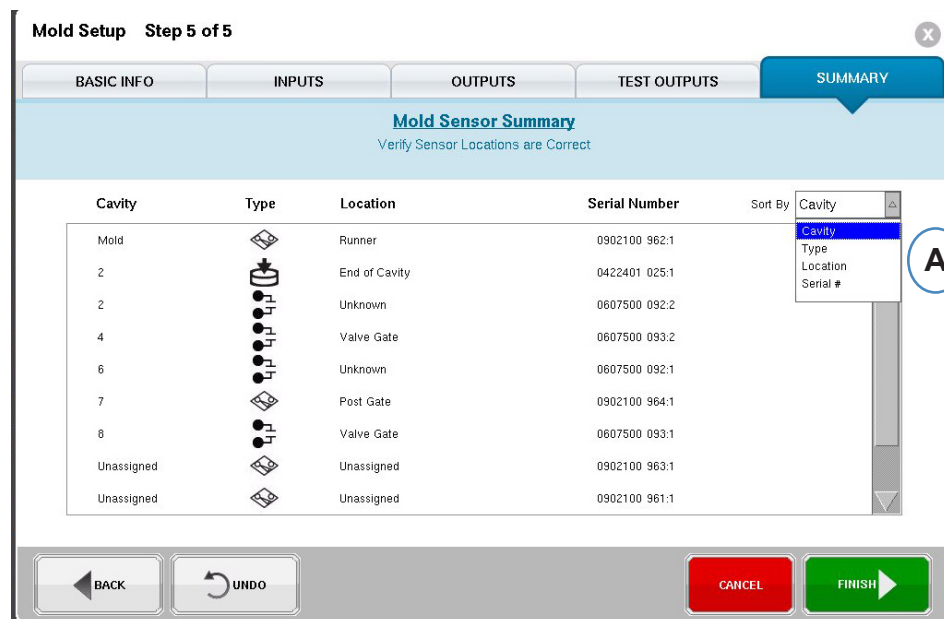 Mold Setup Step 5 of 5
X
BASIC INFO INPUTS OUTPUTS TEST OUTPUTS SUMMARY
Mold Sensor Summary
Verify Sensor Locations are Correct
Cavity Type Location Serial Number Sort By Cavity
Cavity
Type
Location
Serial #
A
Mold Runner 0902100 962:1
2 End of Cavity 0422401 025:1
2 Unknown 0607500 092:2
4 Valve Gate 0607500 093:2
6 Unknown 0607500 092:1
7 Post Gate 0902100 964:1
8 Valve Gate 0607500 093:1
Unassigned Unassigned 0902100 963:1
Unassigned Unassigned 0902100 961:1
BACK UNDO CANCEL FINISH